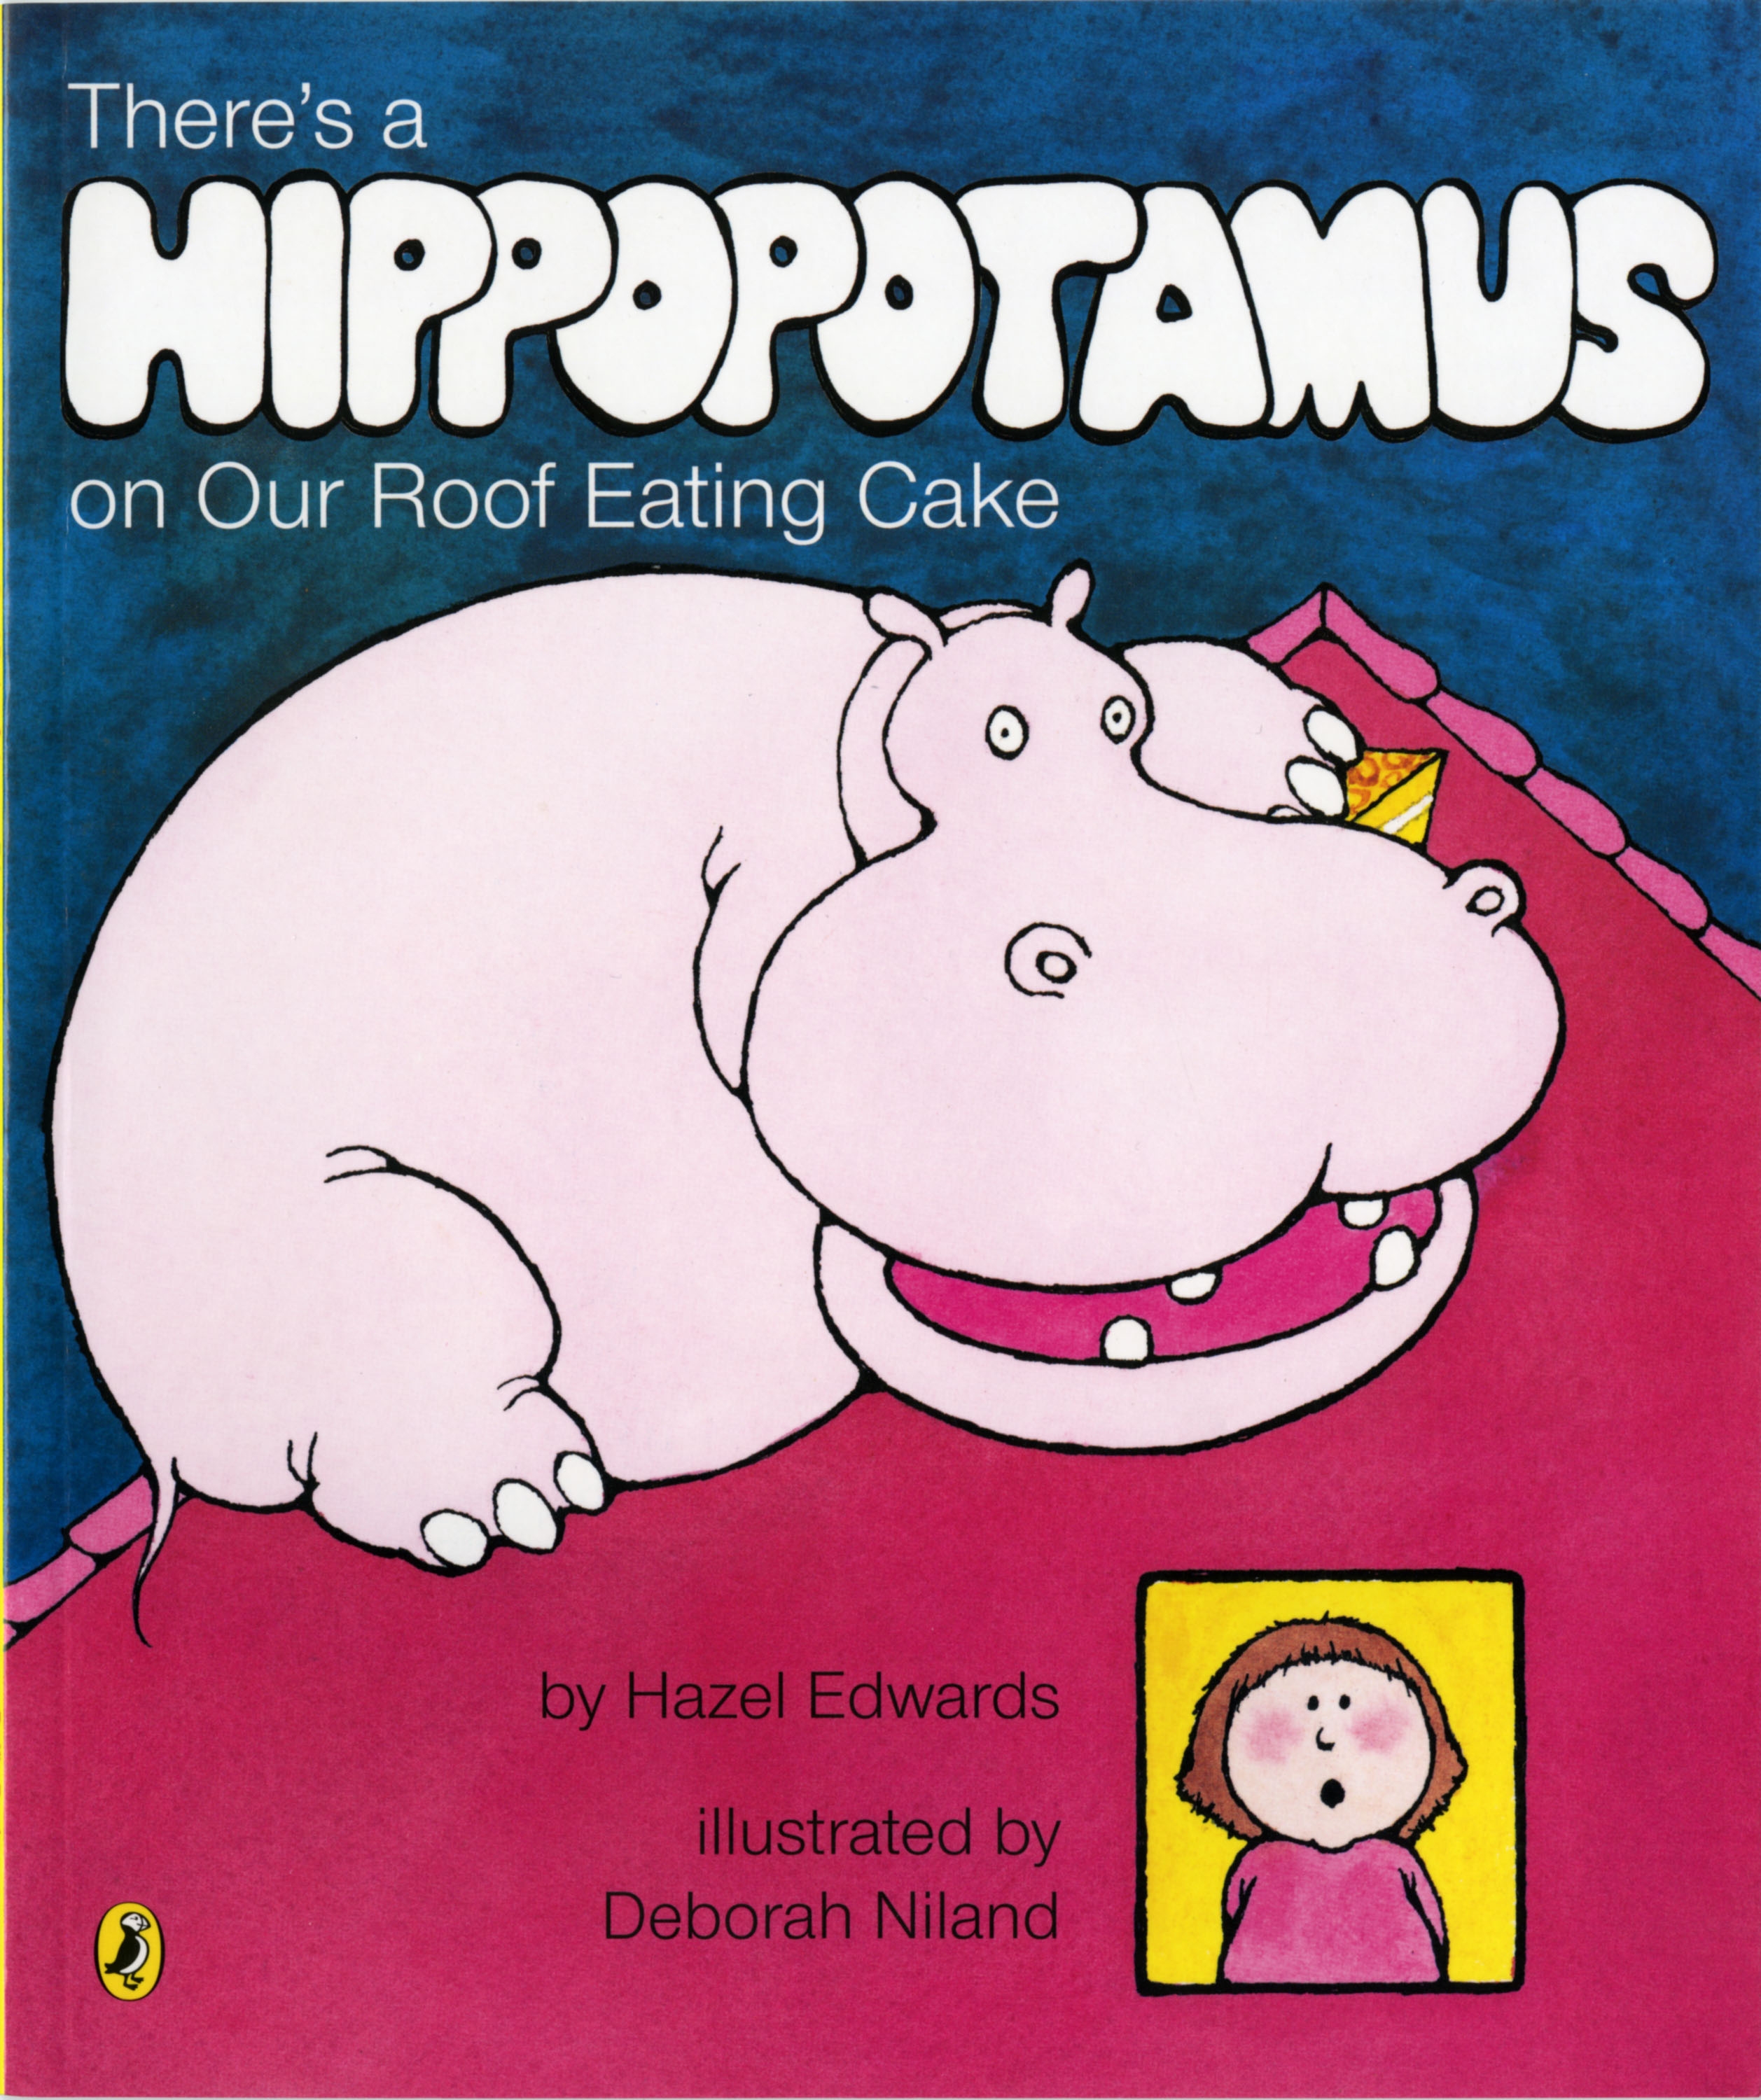 There's a
HIPPOPOTAMUS
on Our Roof Eating Cake
by Hazel Edwards
illustrated by
Deborah Niland